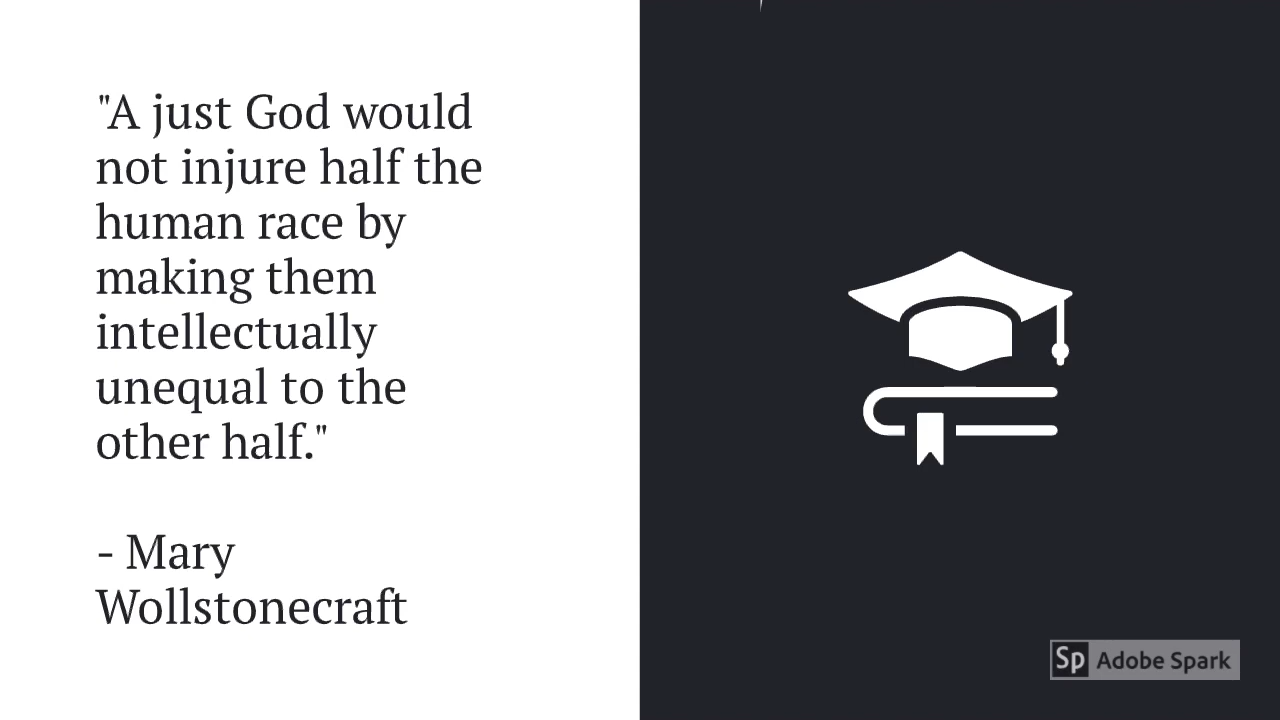 "A just God would
not injure half the
human race by
making them
intellectually
unequal to the
other half."
- Mary
Wollstonecraft
Sp Adobe Spark